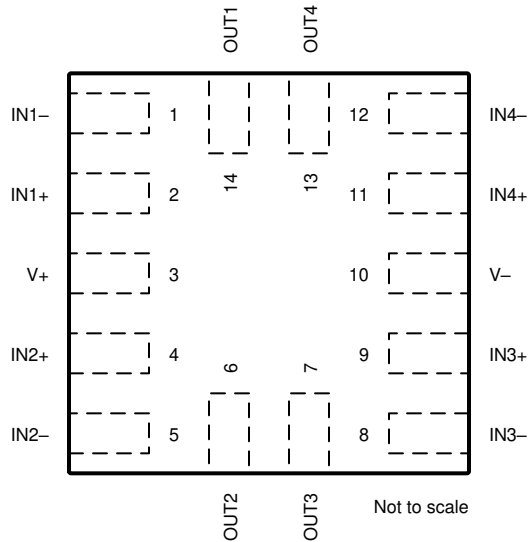 OUT1 OUT4
IN1– 1 12 IN4–
14 13
IN1+ 2 11 IN4+
V+ 3 10 V–
IN2+ 4 6 7 9 IN3+
IN2– 5 8 IN3–
OUT2 OUT3
Not to scale